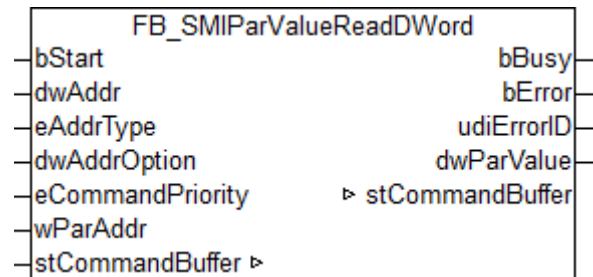 FB_SMIParValueReadDWord
bStart bBusy
dwAddr bError
eAddrType udiErrorID
dwAddrOption dwParValue
eCommandPriority ▹ stCommandBuffer
wParAddr
stCommandBuffer ▹